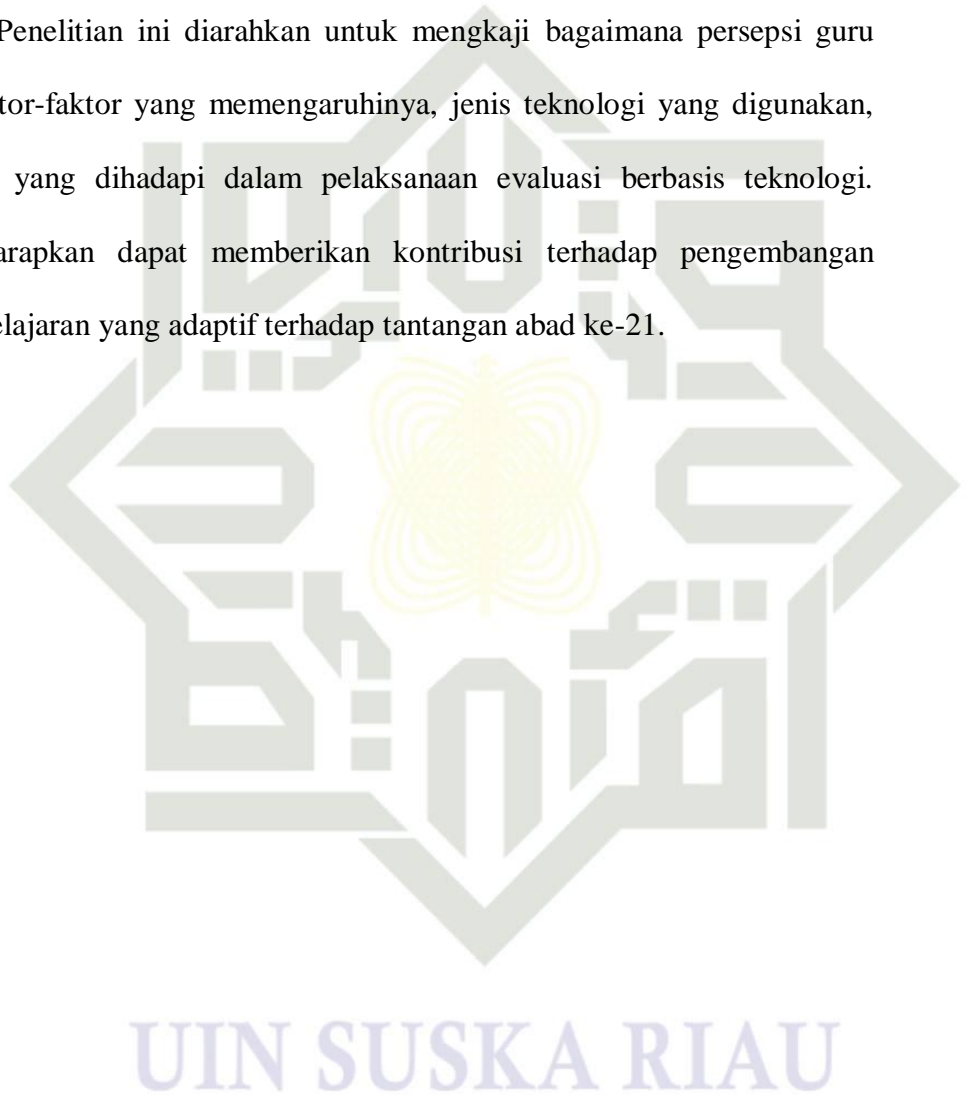 Penelitian ini diarahkan untuk mengkaji bagaimana persepsi guru
tor-faktor yang memengaruhinya, jenis teknologi yang digunakan,
yang dihadapi dalam pelaksanaan evaluasi berbasis teknologi.
arapkan dapat memberikan kontribusi terhadap pengembangan
elajaran yang adaptif terhadap tantangan abad ke-21.
UIN SUSKA RIAU